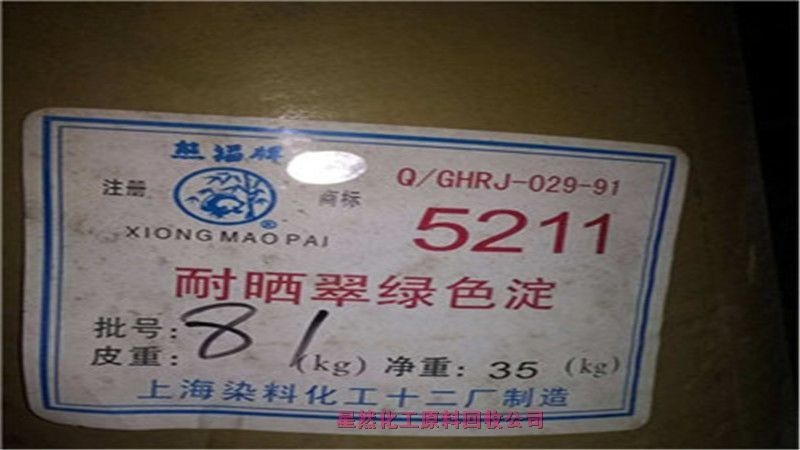 熊猫牌
注册 商标
Q/GHRJ-029-91
XIONG MAO PAI
®
5211
耐晒翠绿色淀
批号: 81
皮重: (kg) 净重: 35 (kg)
上海染料化工十二厂制造
星然化工原料回收公司